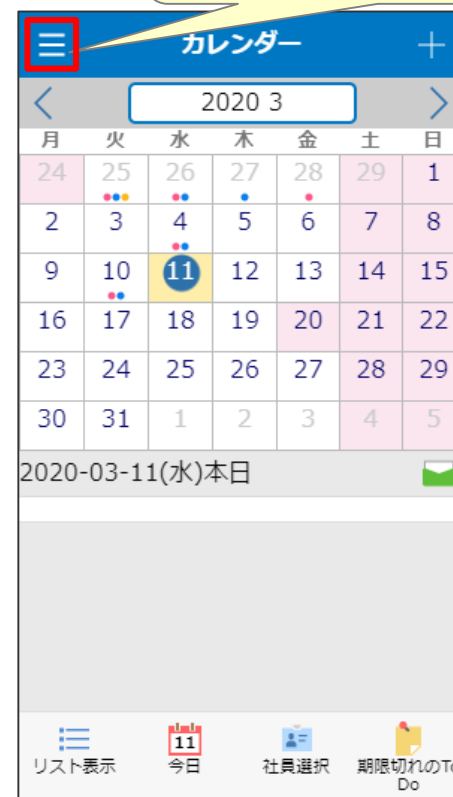 カレンダー
2020 3
月 火 水 木 金 土 日
24 25 26 27 28 29 1
2 3 4 5 6 7 8
9 10 11 12 13 14 15
16 17 18 19 20 21 22
23 24 25 26 27 28 29
30 31 1 2 3 4 5
2020-03-11(水)本日
11
リスト表示 今日 社員選択 期限切れのTo
Do